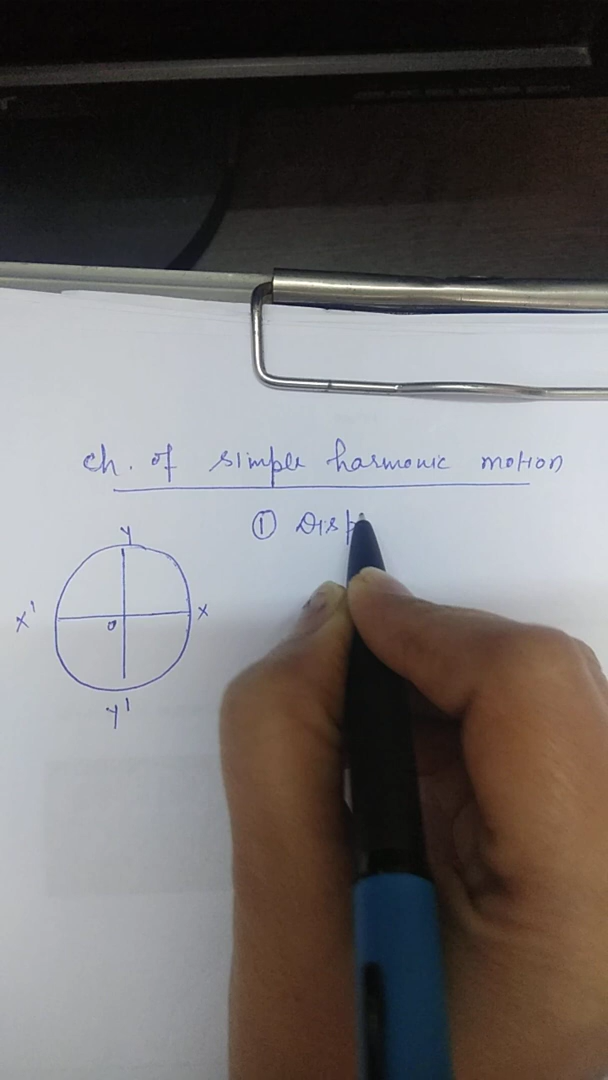 ch. of simple harmonic motion
① Disp
y
x' o x
y'